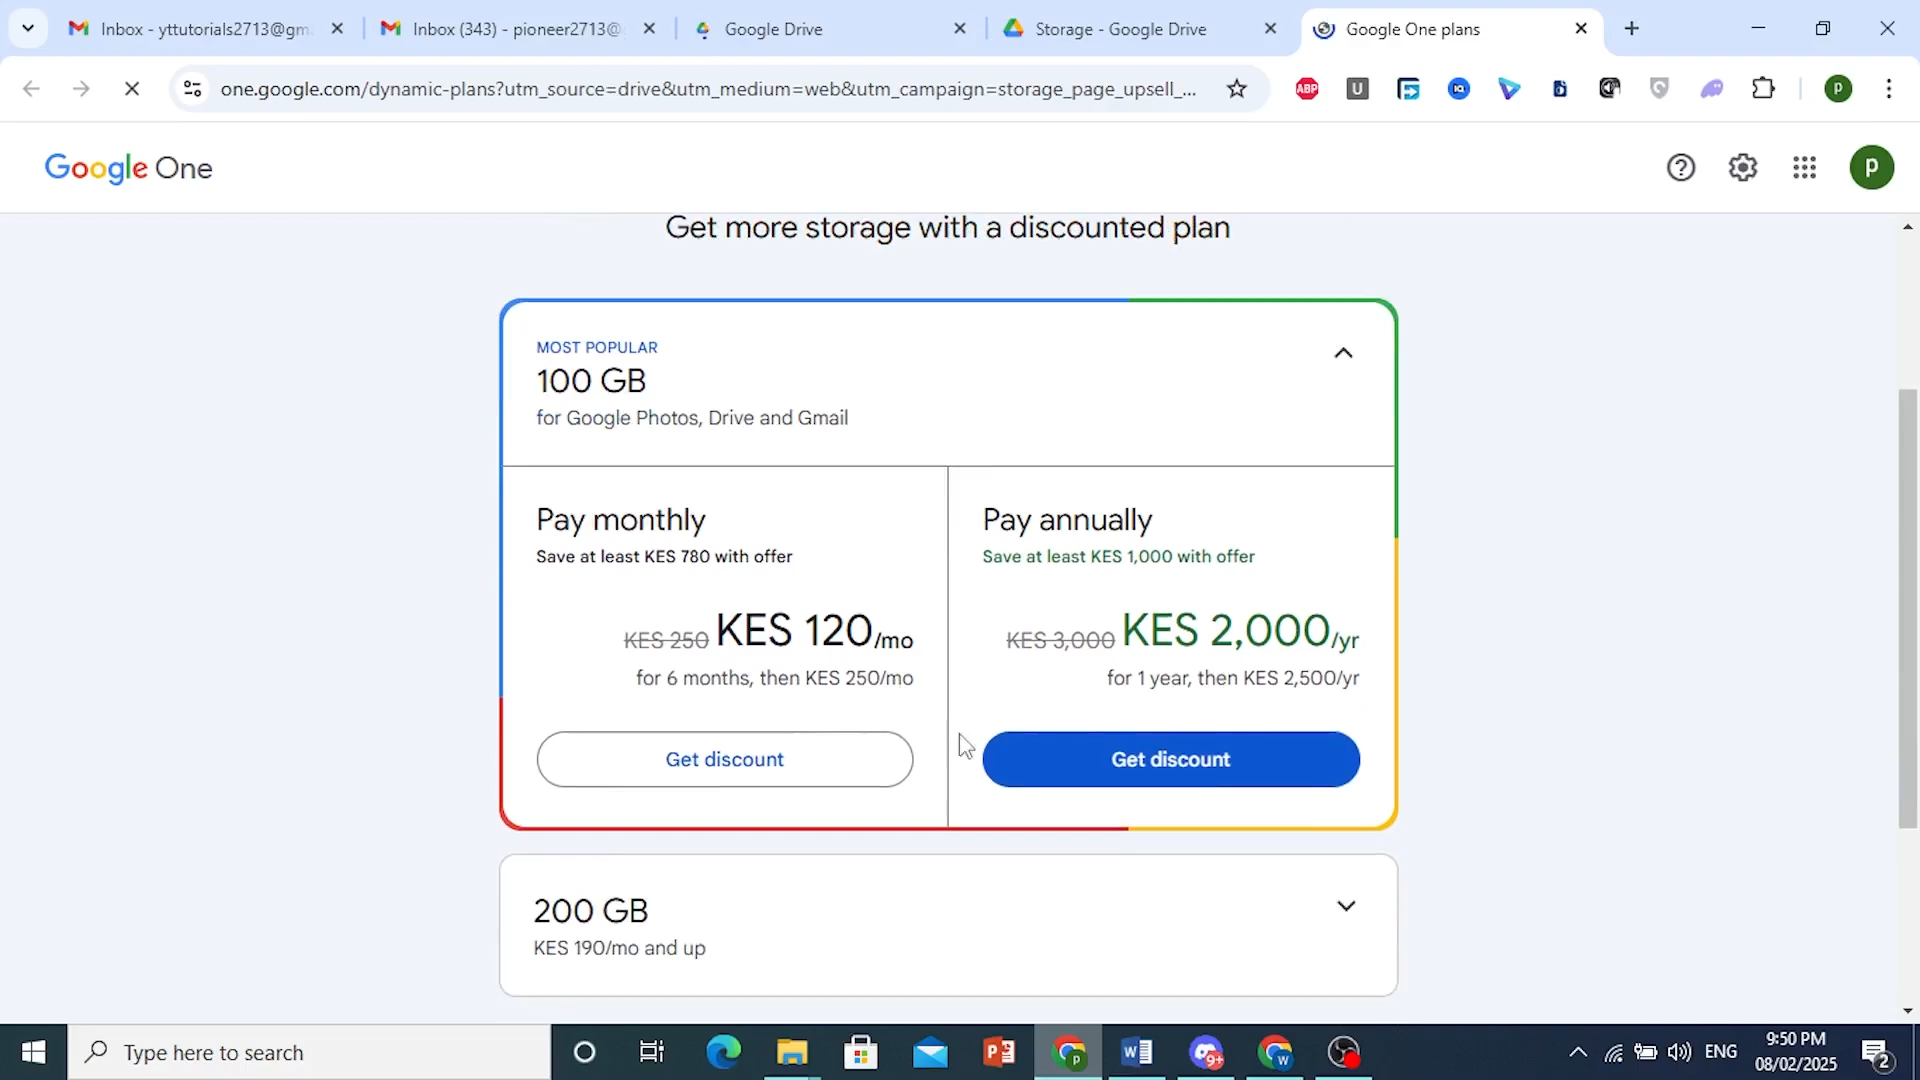 Inbox - yttutorials2713@gm
Inbox (343) - pioneer2713@
Google Drive
Storage - Google Drive
Google One plans
one.google.com/dynamic-plans?utm_source=drive&utm_medium=web&utm_campaign=storage_page_upsell_...
ABP
U
P
Google One
p
Get more storage with a discounted plan
MOST POPULAR
100 GB
for Google Photos, Drive and Gmail
Pay monthly
Save at least KES 780 with offer
KES 250 KES 120/mo
for 6 months, then KES 250/mo
Get discount
Pay annually
Save at least KES 1,000 with offer
KES 3,000 KES 2,000/yr
for 1 year, then KES 2,500/yr
Get discount
200 GB
KES 190/mo and up
Type here to search
ENG
9:50 PM
08/02/2025
2